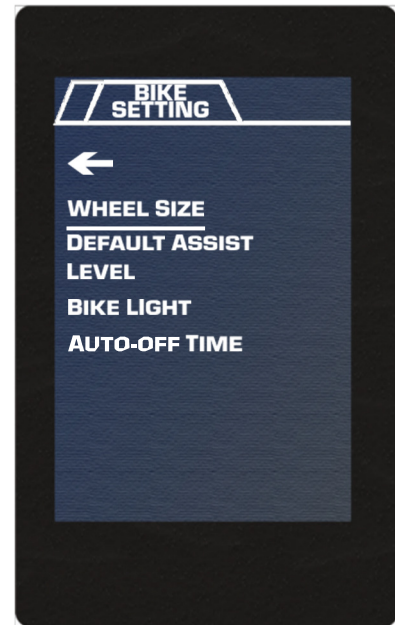 BIKE
SETTING
WHEEL SIZE
DEFAULT ASSIST
LEVEL
BIKE LIGHT
AUTO-OFF TIME